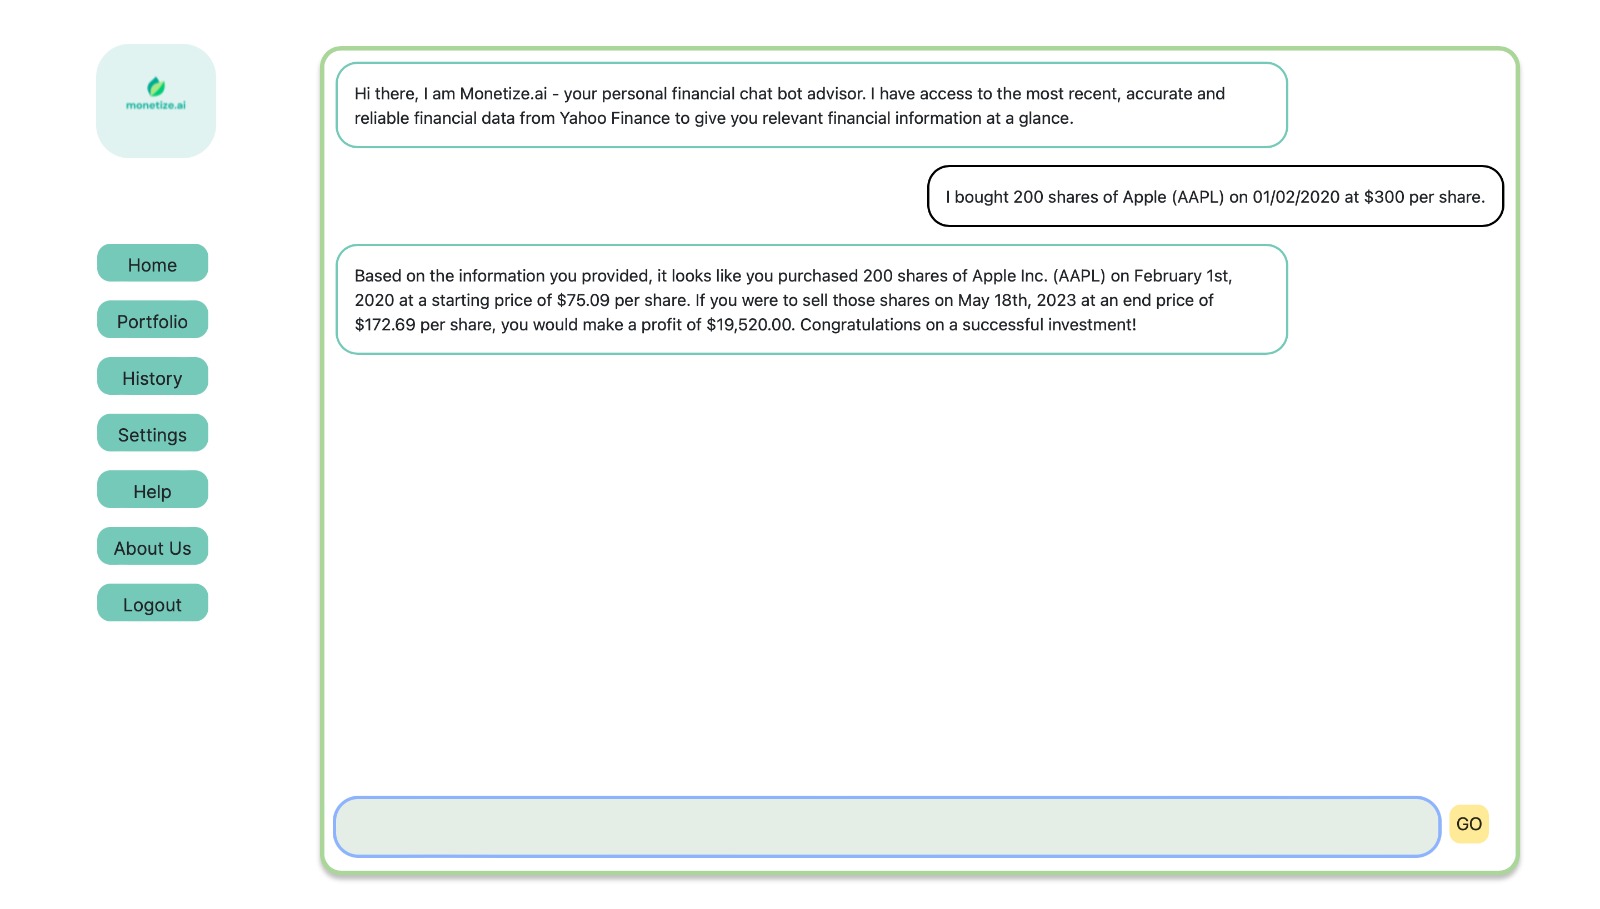 monetize.ai
Home
Portfolio
History
Settings
Help
About Us
Logout
Hi there, I am Monetize.ai - your personal financial chat bot advisor. I have access to the most recent, accurate and
reliable financial data from Yahoo Finance to give you relevant financial information at a glance.
I bought 200 shares of Apple (AAPL) on 01/02/2020 at $300 per share.
Based on the information you provided, it looks like you purchased 200 shares of Apple Inc. (AAPL) on February 1st,
2020 at a starting price of $75.09 per share. If you were to sell those shares on May 18th, 2023 at an end price of
$172.69 per share, you would make a profit of $19,520.00. Congratulations on a successful investment!
GO